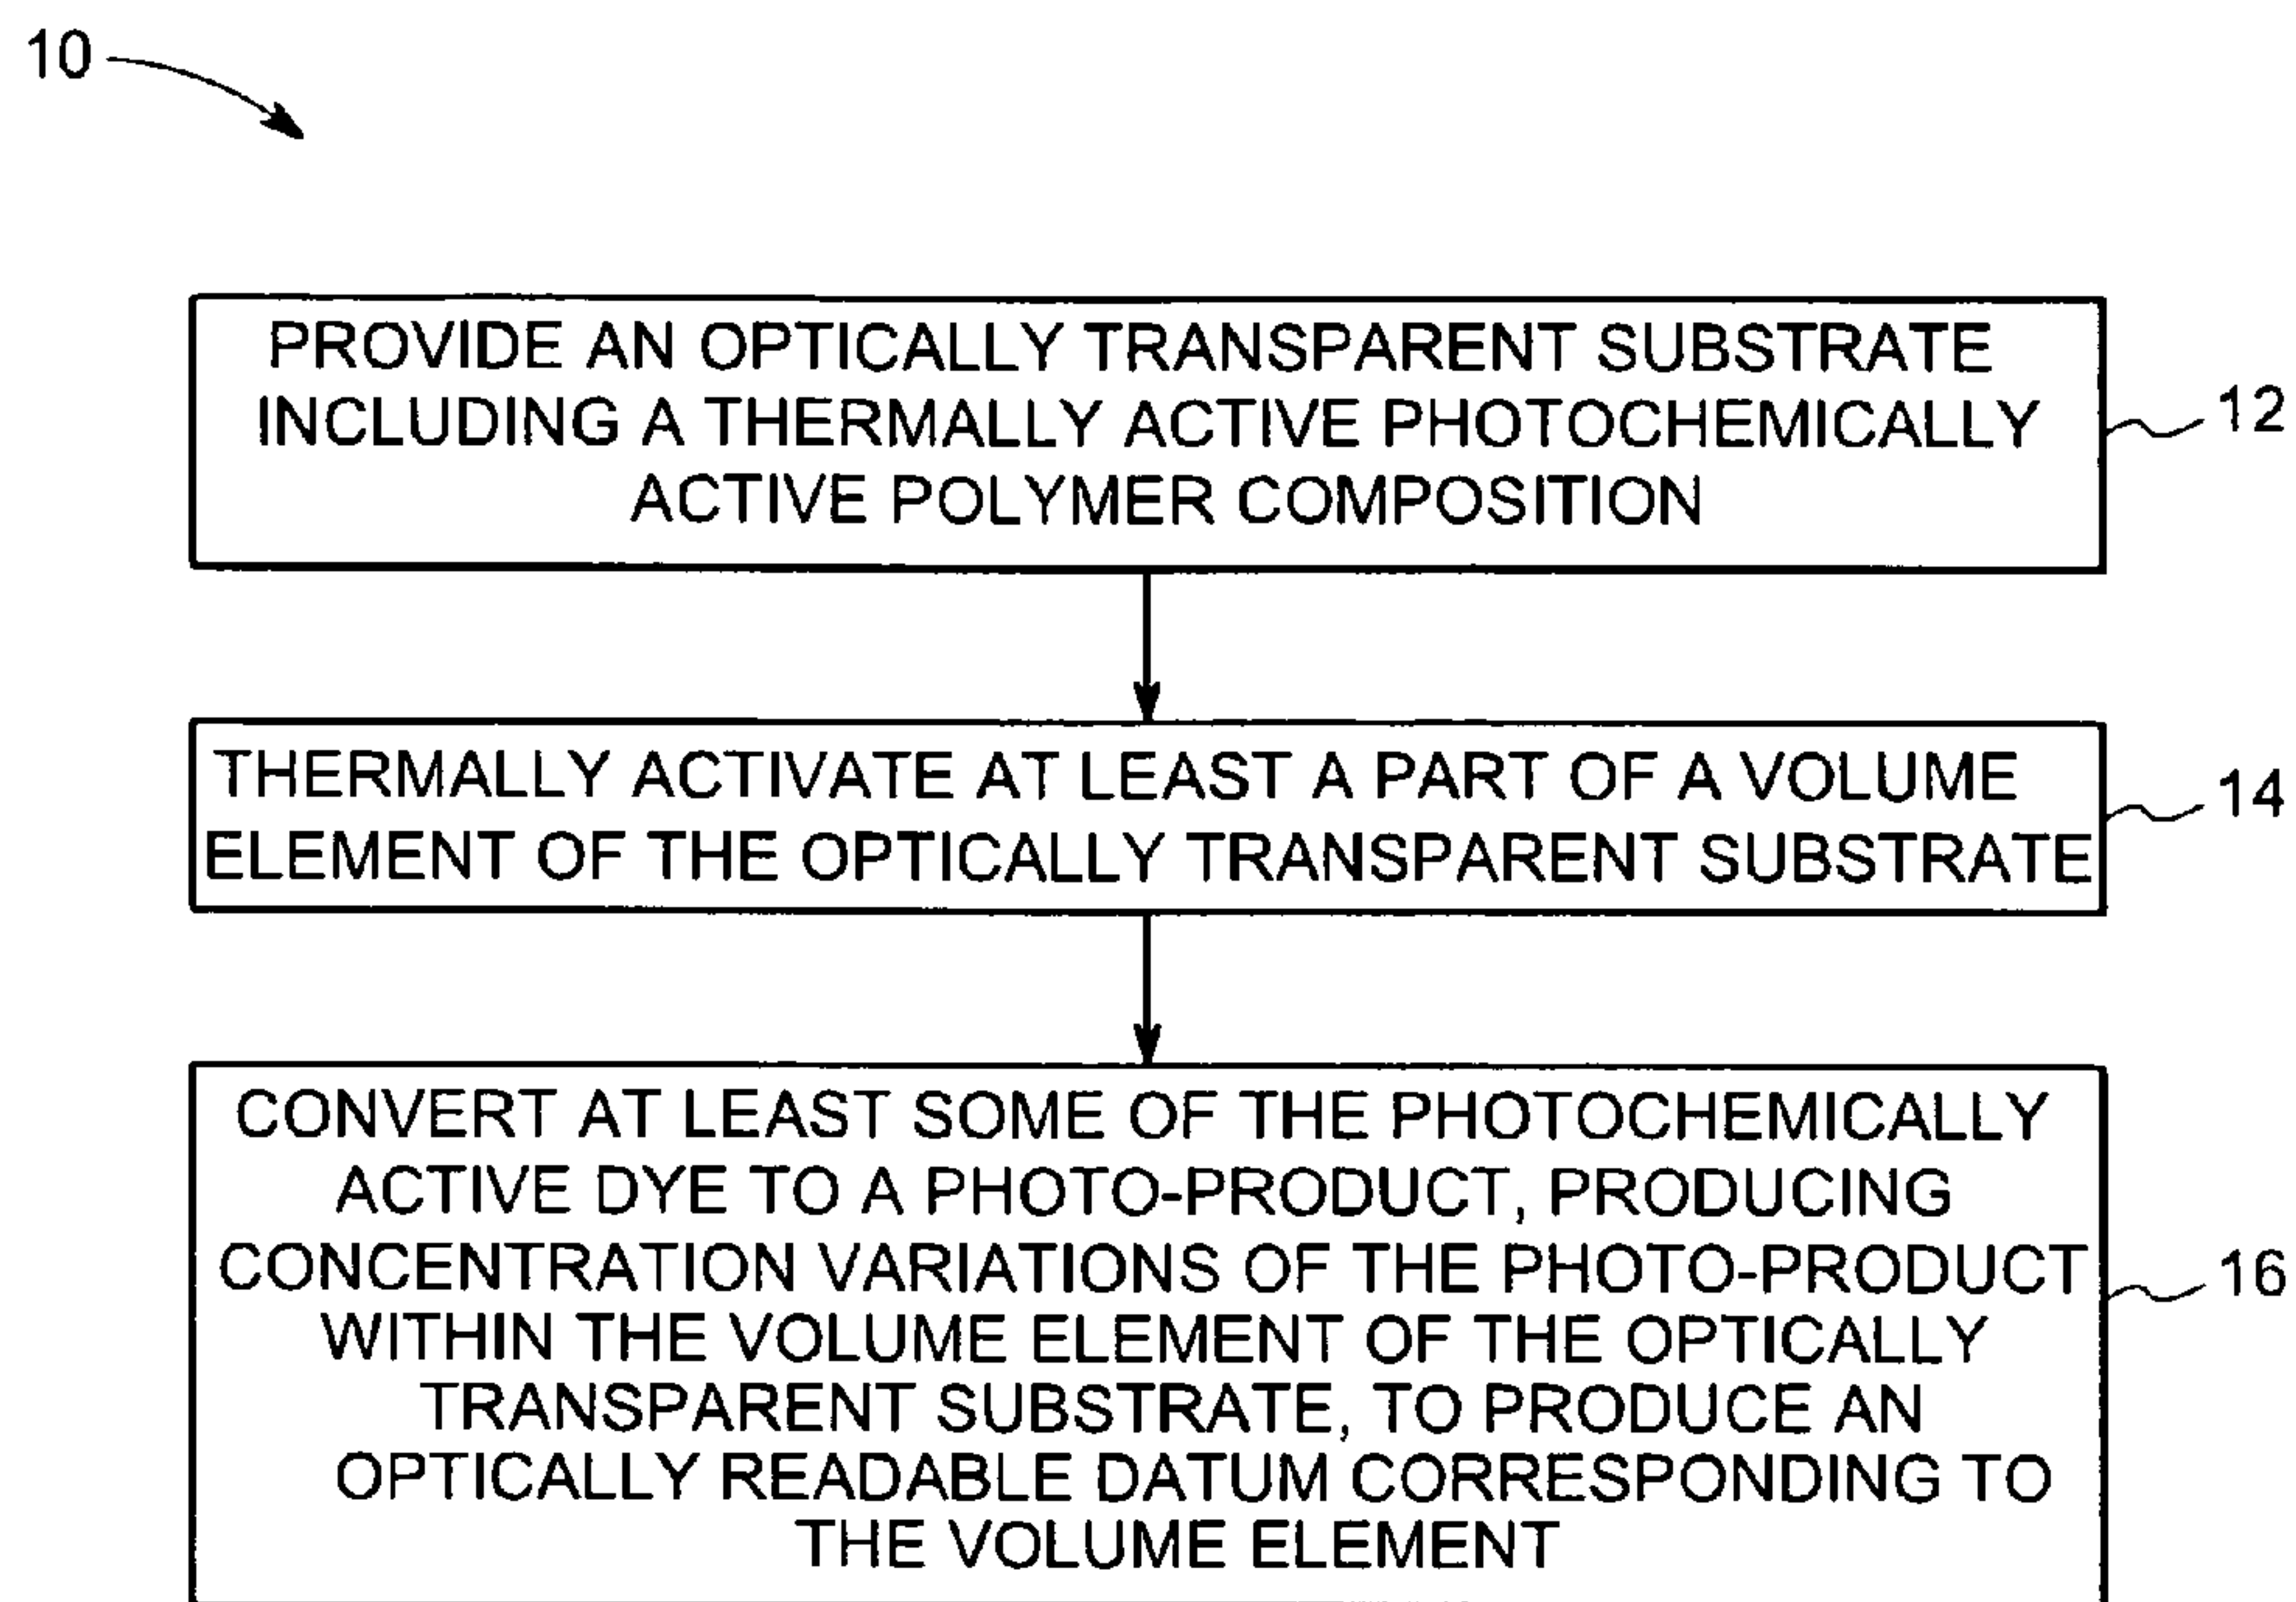 10
PROVIDE AN OPTICALLY TRANSPARENT SUBSTRATE
INCLUDING A THERMALLY ACTIVE PHOTOCHEMICALLY
ACTIVE POLYMER COMPOSITION
12
THERMALLY ACTIVATE AT LEAST A PART OF A VOLUME
ELEMENT OF THE OPTICALLY TRANSPARENT SUBSTRATE
14
CONVERT AT LEAST SOME OF THE PHOTOCHEMICALLY
ACTIVE DYE TO A PHOTO-PRODUCT, PRODUCING
CONCENTRATION VARIATIONS OF THE PHOTO-PRODUCT
WITHIN THE VOLUME ELEMENT OF THE OPTICALLY
TRANSPARENT SUBSTRATE, TO PRODUCE AN
OPTICALLY READABLE DATUM CORRESPONDING TO
THE VOLUME ELEMENT
16